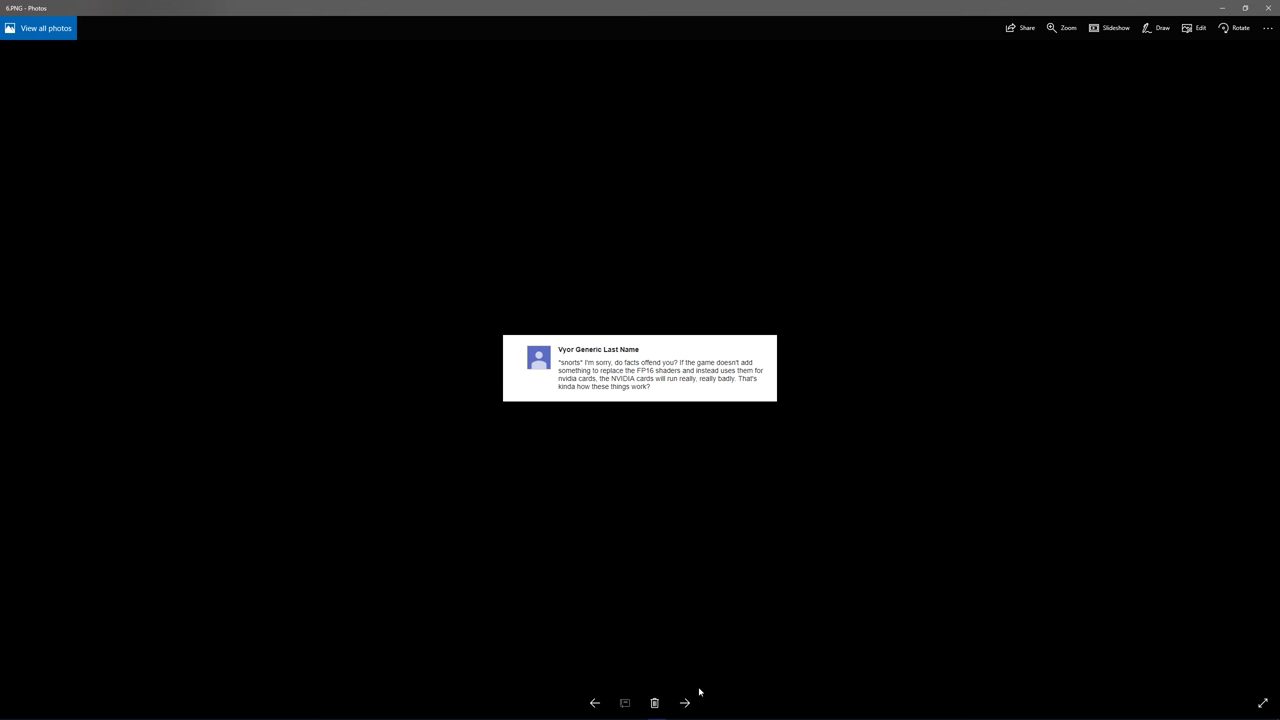 6.PNG - Photos
View all photos
Share
Zoom
Slideshow
Draw
Edit
Rotate
Vyor Generic Last Name
*snorts* I'm sorry, do facts offend you? If the game doesn't add
something to replace the FP16 shaders and instead uses them for
nvidia cards, the NVIDIA cards will run really, really badly. That's
kinda how these things work?